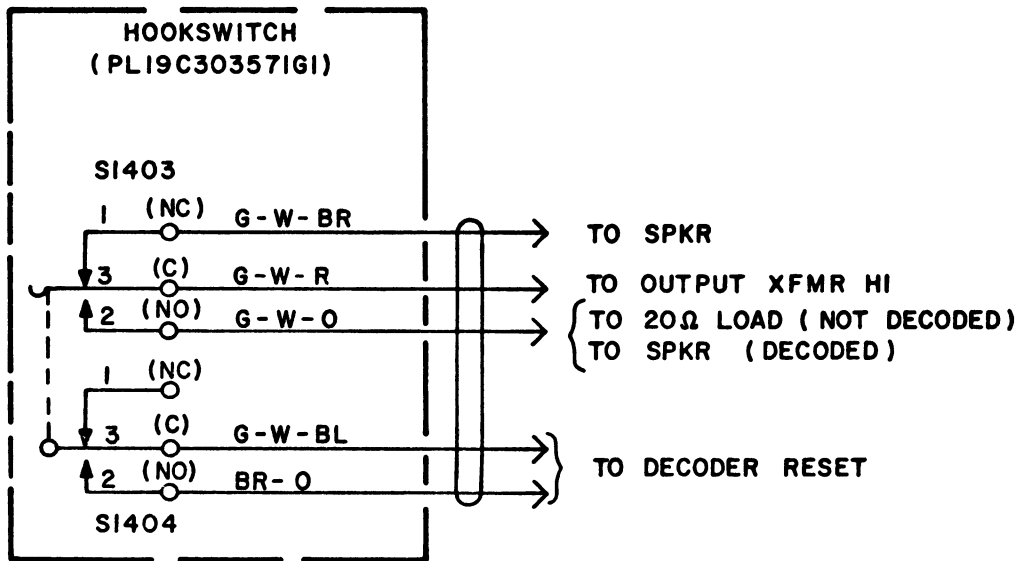 HOOKSWITCH
(PL19C303571G1)
S1403
1 (NC) G-W-BR TO SPKR
3 (C) G-W-R TO OUTPUT XFMR HI
2 (NO) G-W-O TO 20Ω LOAD (NOT DECODED)
TO SPKR (DECODED)
1 (NC)
3 (C) G-W-BL
TO DECODER RESET
2 (NO) BR-O
S1404